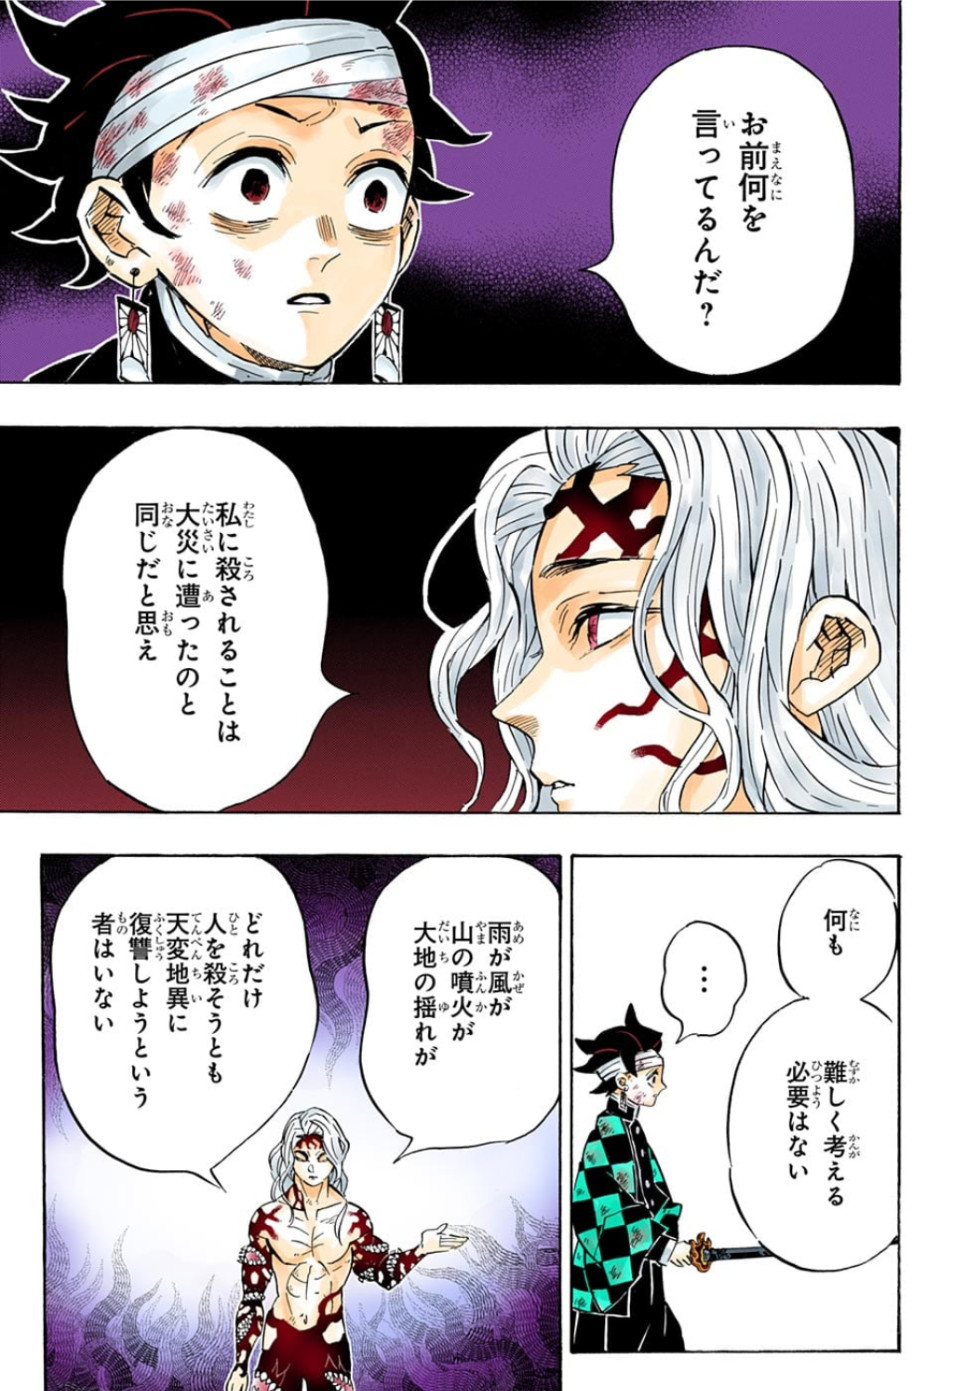 お前何を
言ってるんだ?
私に殺されることは
大災に遭ったのと
同じだと思え
何も
難しく考える
必要はない
…
雨が風が
山の噴火が
大地の揺れが
どれだけ
人を殺そうとも
天変地異に
復讐しようという
者はいない